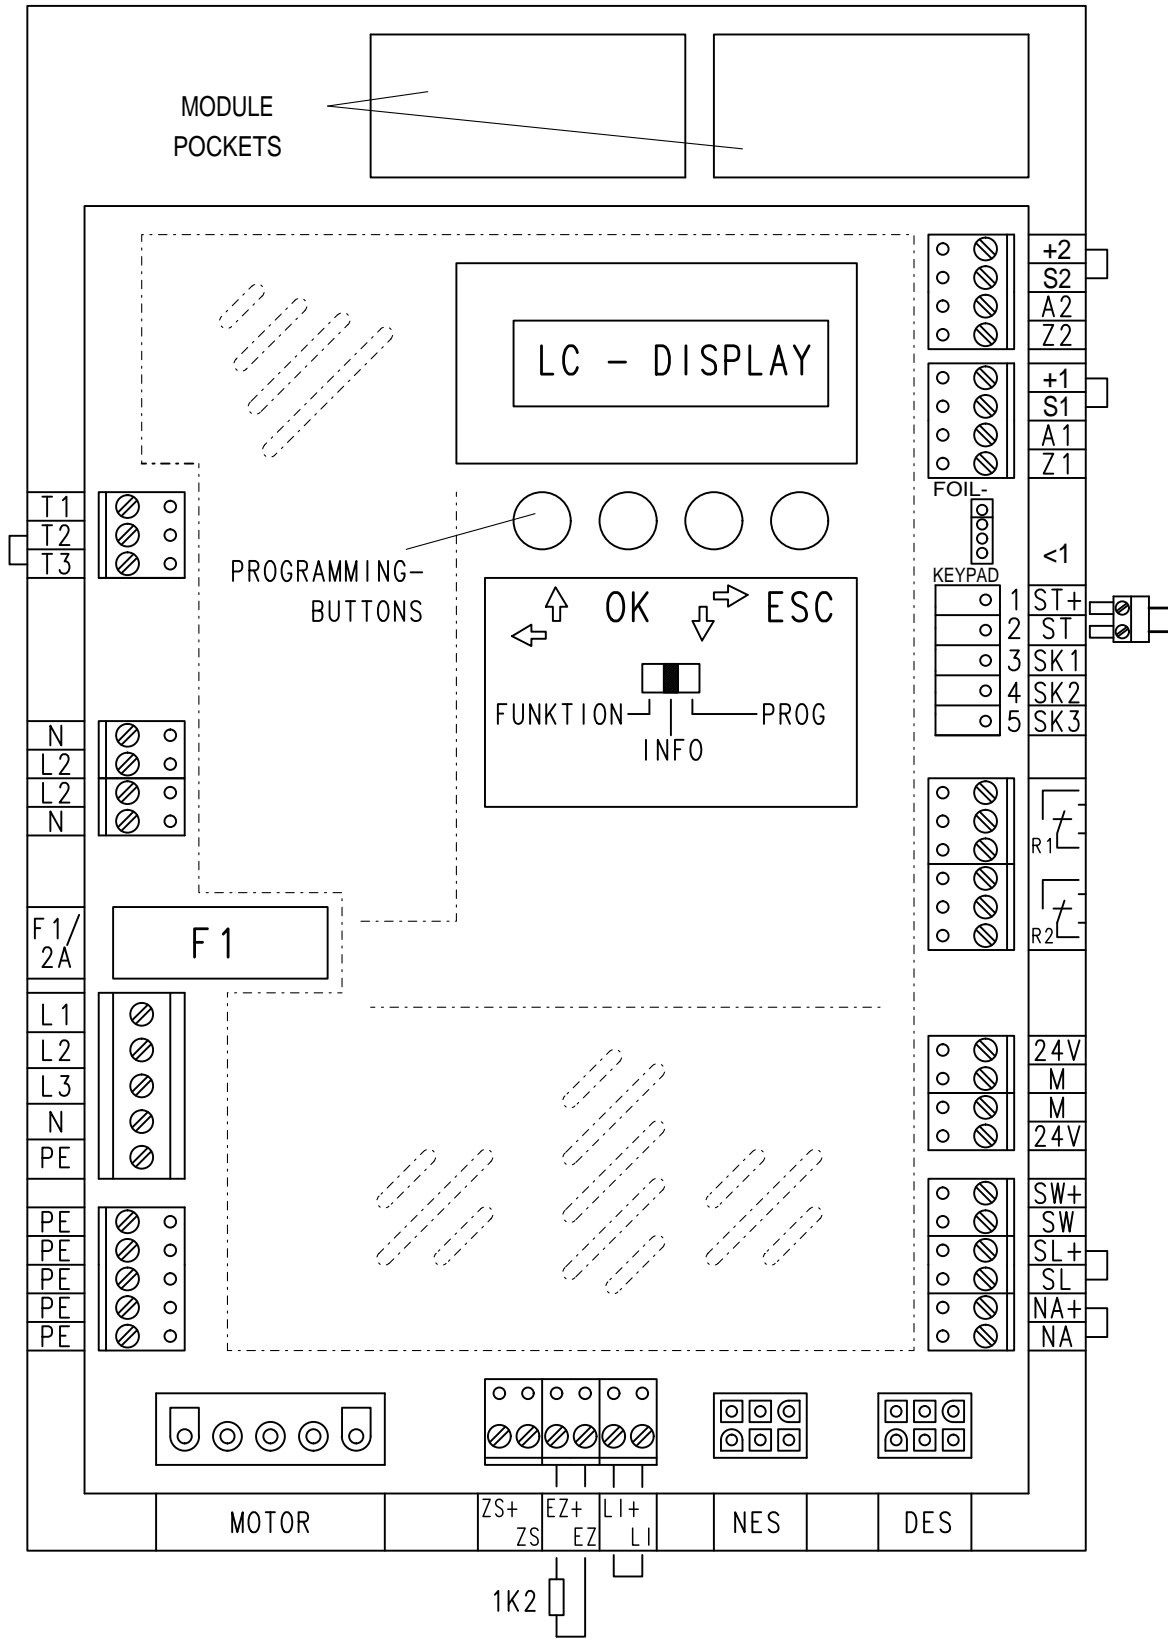 MODULE
POCKETS
LC - DISPLAY
+2
S2
A2
Z2
+1
S1
A1
Z1
FOIL-
<1
KEYPAD
T1
T2
T3
PROGRAMMING-
BUTTONS
OK
ESC
FUNKTION
PROG
INFO
1 ST+
2 ST
3 SK1
4 SK2
5 SK3
N
L2
L2
N
R1
R2
F1/
2A
F1
L1
L2
L3
N
PE
PE
PE
PE
PE
PE
24V
M
M
24V
SW+
SW
SL+
SL
NA+
NA
MOTOR
ZS+
ZS
EZ+
EZ
LI+
LI
NES
DES
1K2